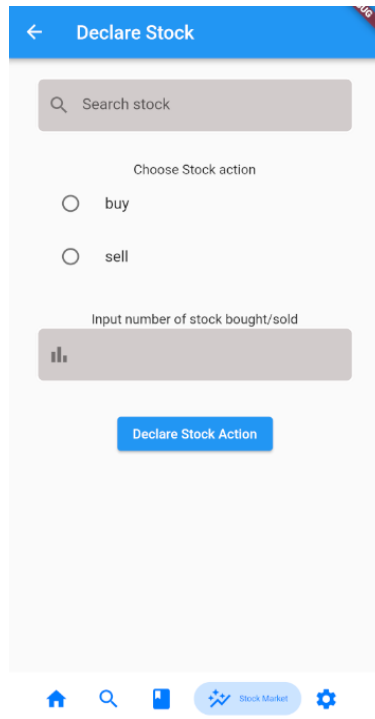 Declare Stock
Search stock
Choose Stock action
buy
sell
Input number of stock bought/sold
Declare Stock Action
Stock Market